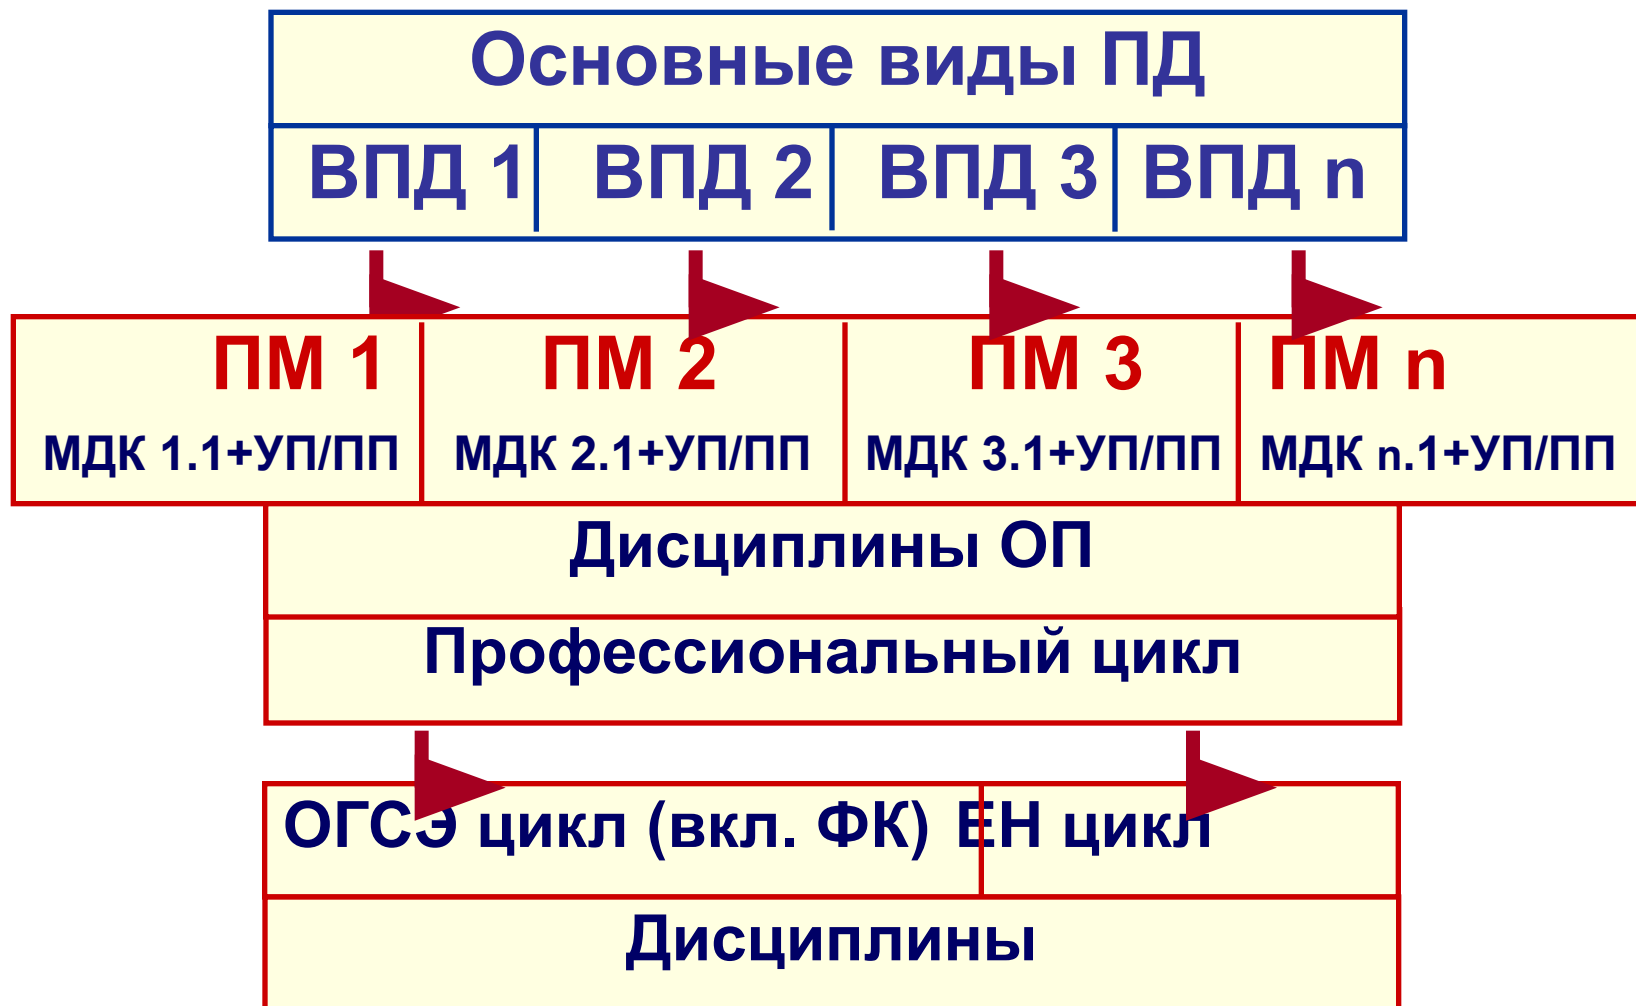 Основные виды ПД
ВПД 1 ВПД 2 ВПД 3 ВПД n
ПМ 1 ПМ 2 ПМ 3 ПМ n
МДК 1.1+УП/ПП МДК 2.1+УП/ПП МДК 3.1+УП/ПП МДК n.1+УП/ПП
Дисциплины ОП
Профессиональный цикл
ОГСЭ цикл (вкл. ФК) ЕН цикл
Дисциплины